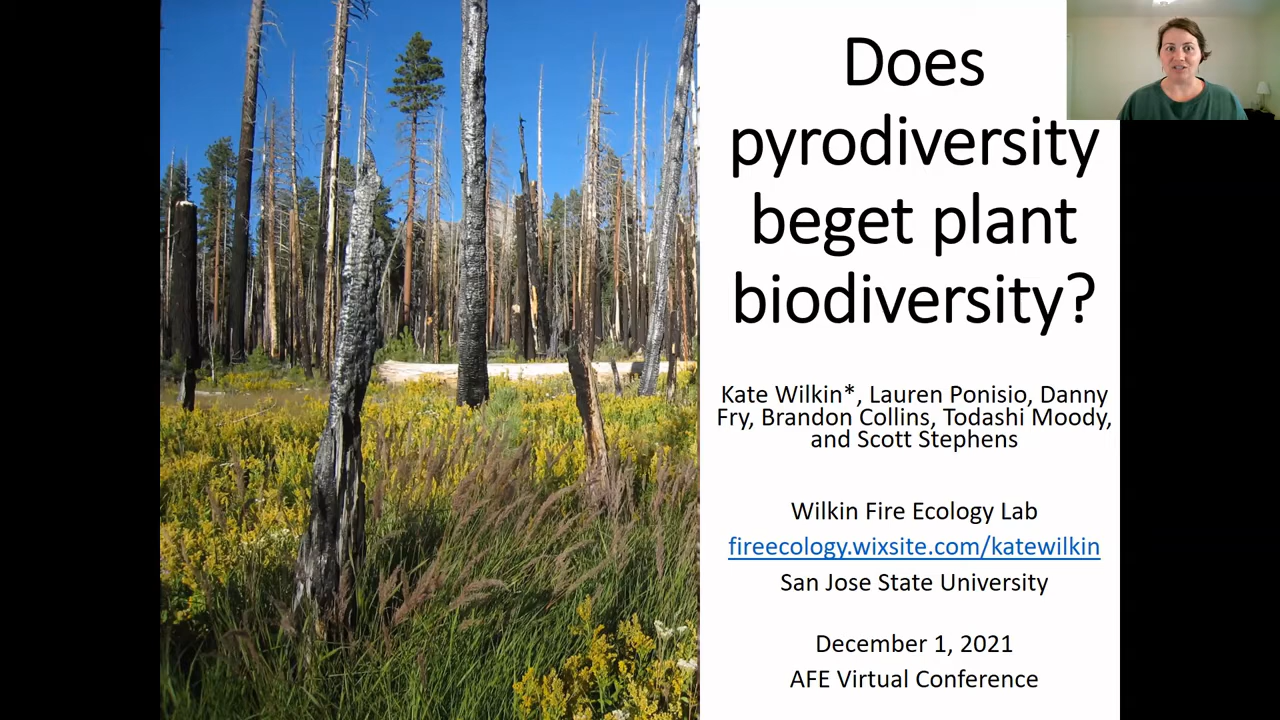 Does
pyrodiversity
beget plant
biodiversity?
Kate Wilkin*, Lauren Ponisio, Danny
Fry, Brandon Collins, Todashi Moody,
and Scott Stephens
Wilkin Fire Ecology Lab
fireecology.wixsite.com/katewilkin
San Jose State University
December 1, 2021
AFE Virtual Conference